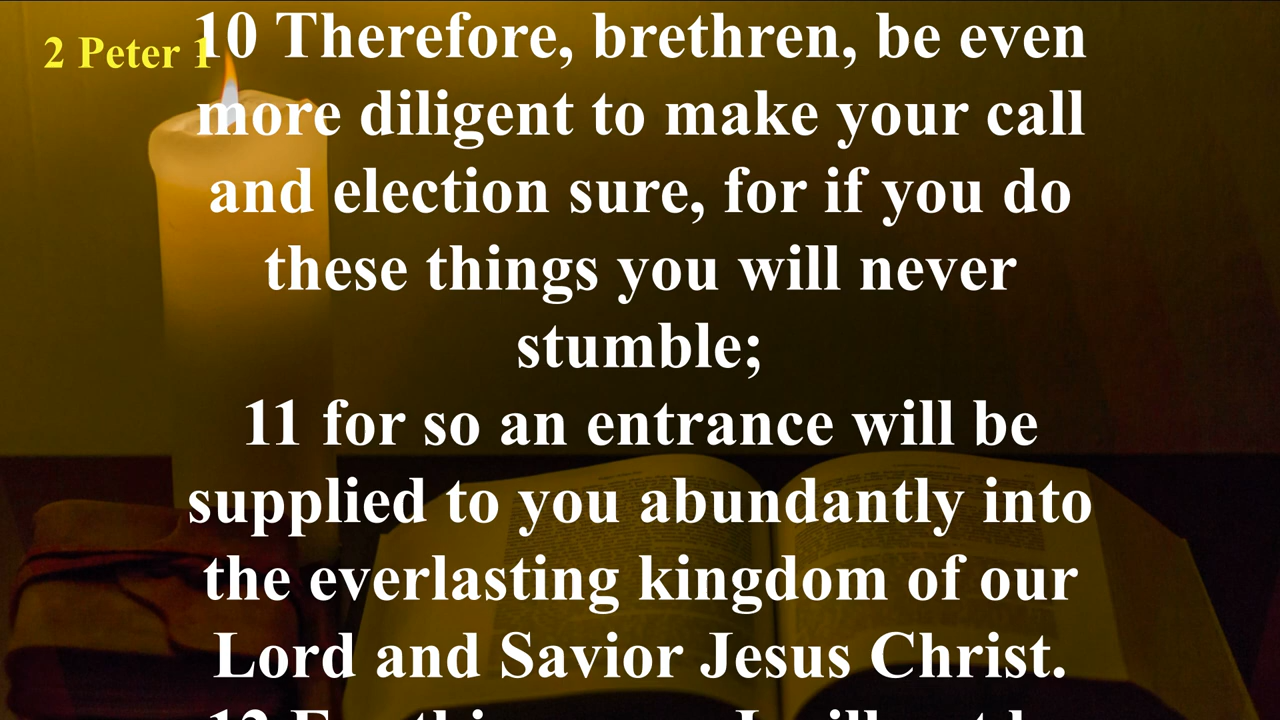 2 Peter 1
10 Therefore, brethren, be even
more diligent to make your call
and election sure, for if you do
these things you will never
stumble;
11 for so an entrance will be
supplied to you abundantly into
the everlasting kingdom of our
Lord and Savior Jesus Christ.